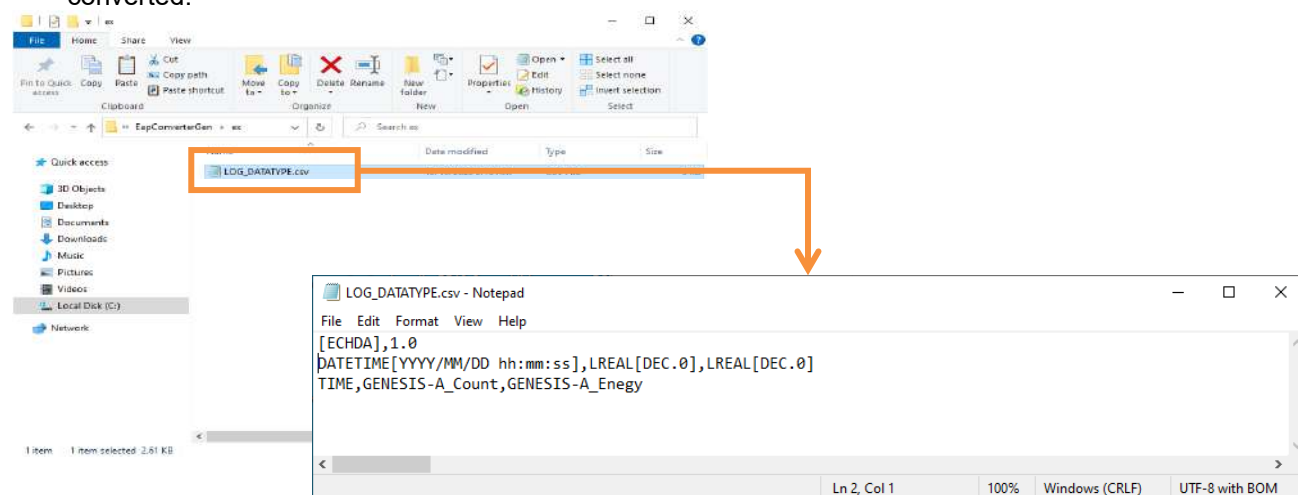 converted.
ex
File Home Share View
Pin to Quick access
Copy
Paste
Cut
Copy path
Paste shortcut
Move to
Copy to
Delete
Rename
New folder
Properties
Open
Edit
History
Select all
Select none
Invert selection
Clipboard Organize New Open Select
EapConverterGen ex
Search ex
Date modified Type Size
Quick access
LOG_DATATYPE.csv
3D Objects
Desktop
Documents
Downloads
Music
Pictures
Videos
Local Disk (C:)
Network
1 item 1 item selected 2.61 KB
LOG_DATATYPE.csv - Notepad
File Edit Format View Help
[ECHDA],1.0
DATETIME[YYYY/MM/DD hh:mm:ss],LREAL[DEC.0],LREAL[DEC.0]
TIME,GENESIS-A_Count,GENESIS-A_Enegy
Ln 2, Col 1 100% Windows (CRLF) UTF-8 with BOM